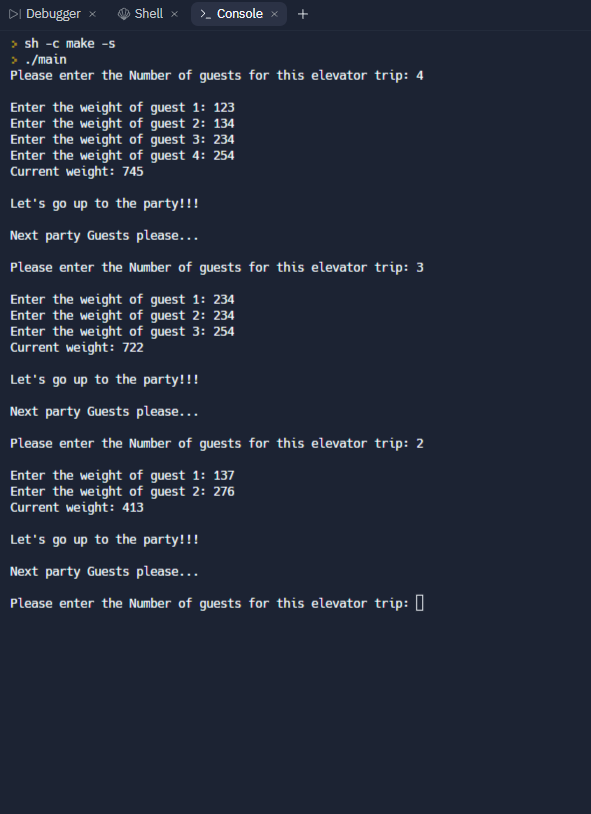 Debugger × Shell × Console × +
> sh -c make -s
> ./main
Please enter the Number of guests for this elevator trip: 4
Enter the weight of guest 1: 123
Enter the weight of guest 2: 134
Enter the weight of guest 3: 234
Enter the weight of guest 4: 254
Current weight: 745
Let's go up to the party!!!
Next party Guests please...
Please enter the Number of guests for this elevator trip: 3
Enter the weight of guest 1: 234
Enter the weight of guest 2: 234
Enter the weight of guest 3: 254
Current weight: 722
Let's go up to the party!!!
Next party Guests please...
Please enter the Number of guests for this elevator trip: 2
Enter the weight of guest 1: 137
Enter the weight of guest 2: 276
Current weight: 413
Let's go up to the party!!!
Next party Guests please...
Please enter the Number of guests for this elevator trip: